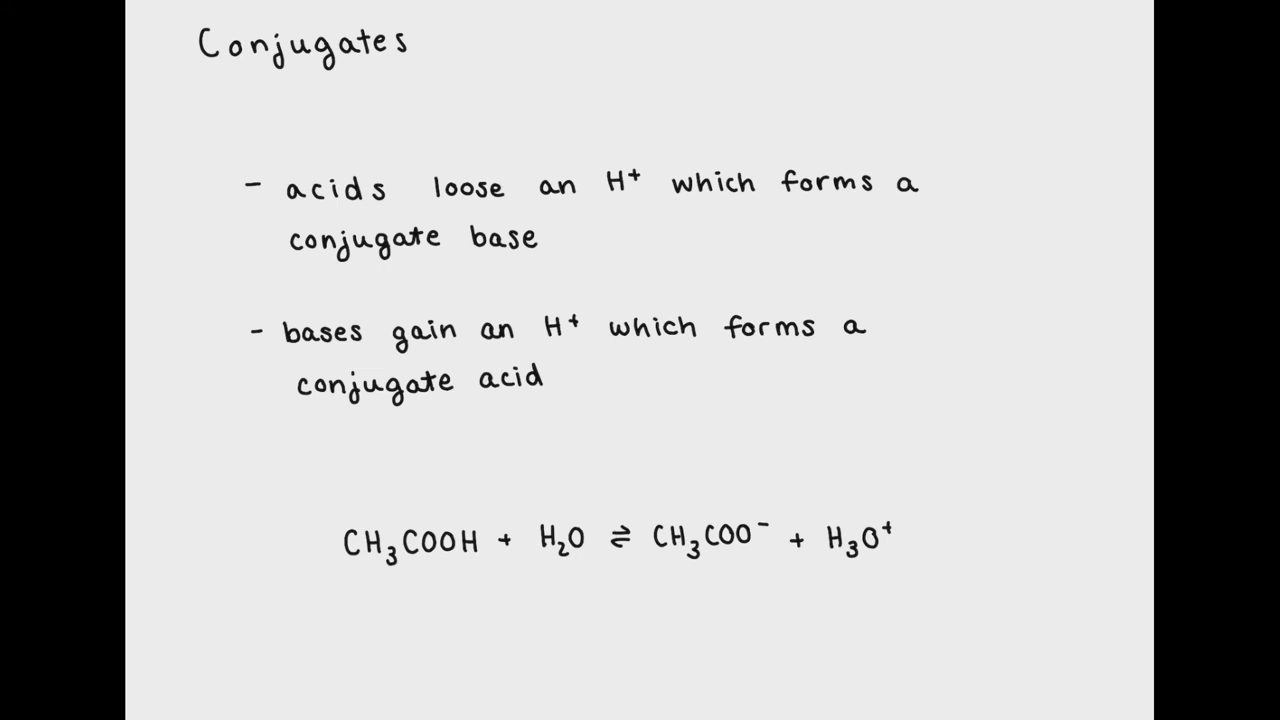 Conjugates
- acids loose an H⁺ which forms a
conjugate base
- bases gain an H⁺ which forms a
conjugate acid
CH₃COOH + H₂O ⇌ CH₃COO⁻ + H₃O⁺